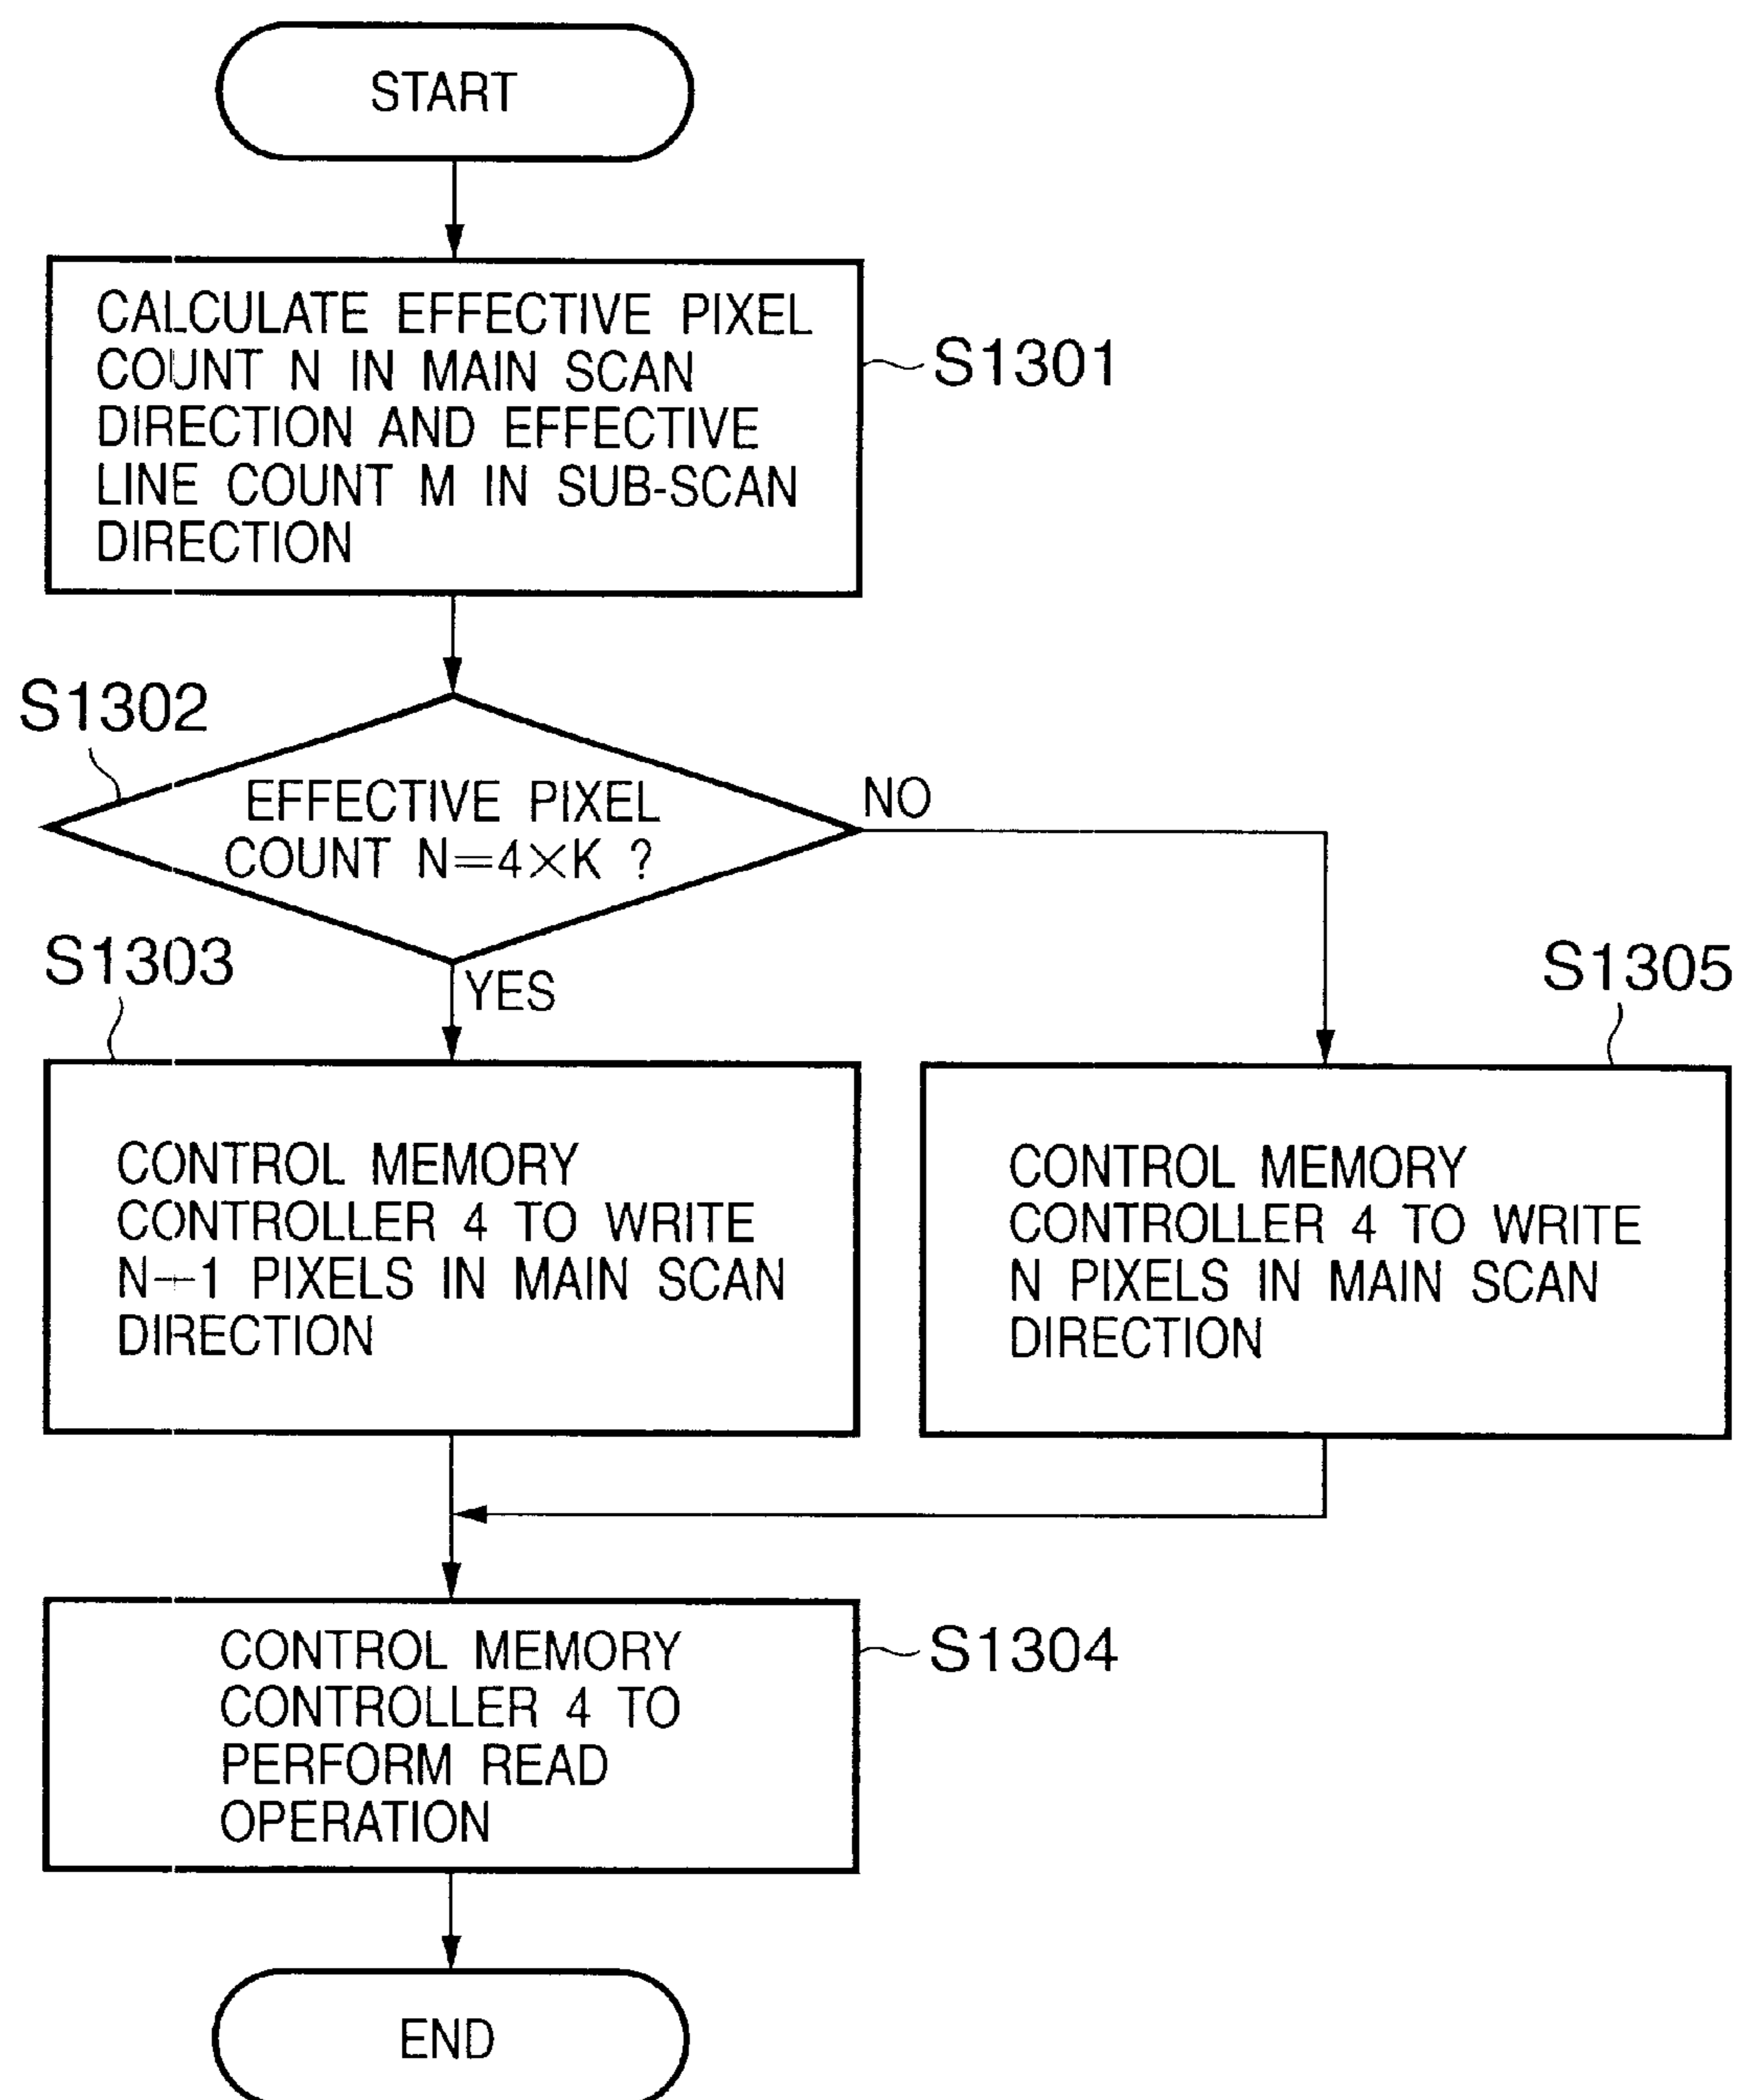 START
CALCULATE EFFECTIVE PIXEL
COUNT N IN MAIN SCAN
DIRECTION AND EFFECTIVE
LINE COUNT M IN SUB-SCAN
DIRECTION
S1301
S1302
EFFECTIVE PIXEL
COUNT N=4×K ?
NO
YES
S1303
CONTROL MEMORY
CONTROLLER 4 TO WRITE
N+1 PIXELS IN MAIN SCAN
DIRECTION
S1305
CONTROL MEMORY
CONTROLLER 4 TO WRITE
N PIXELS IN MAIN SCAN
DIRECTION
CONTROL MEMORY
CONTROLLER 4 TO
PERFORM READ
OPERATION
S1304
END